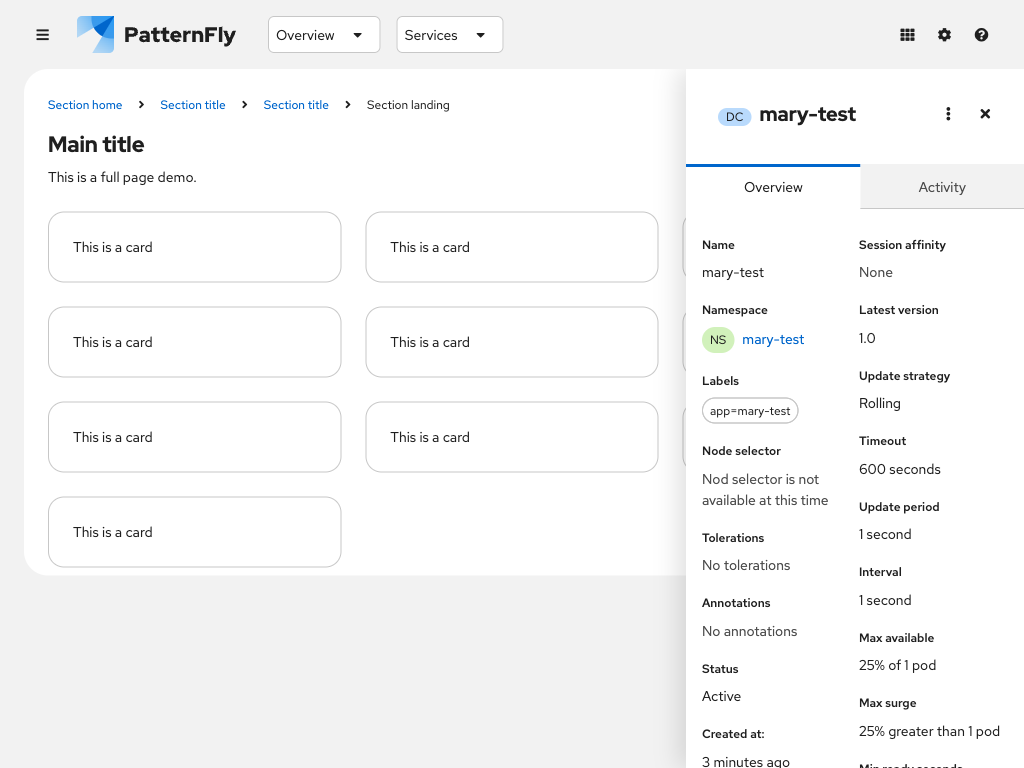 PatternFly
Overview
Services
Section home
Section title
Section title
Section landing
Main title
This is a full page demo.
This is a card
This is a card
This is a card
This is a card
This is a card
This is a card
This is a card
DC
mary-test
Overview
Activity
Name
mary-test
Namespace
NS mary-test
Labels
app=mary-test
Node selector
Nod selector is not
available at this time
Tolerations
No tolerations
Annotations
No annotations
Status
Active
Created at:
3 minutes ago
Session affinity
None
Latest version
1.0
Update strategy
Rolling
Timeout
600 seconds
Update period
1 second
Interval
1 second
Max available
25% of 1 pod
Max surge
25% greater than 1 pod
Min ready seconds